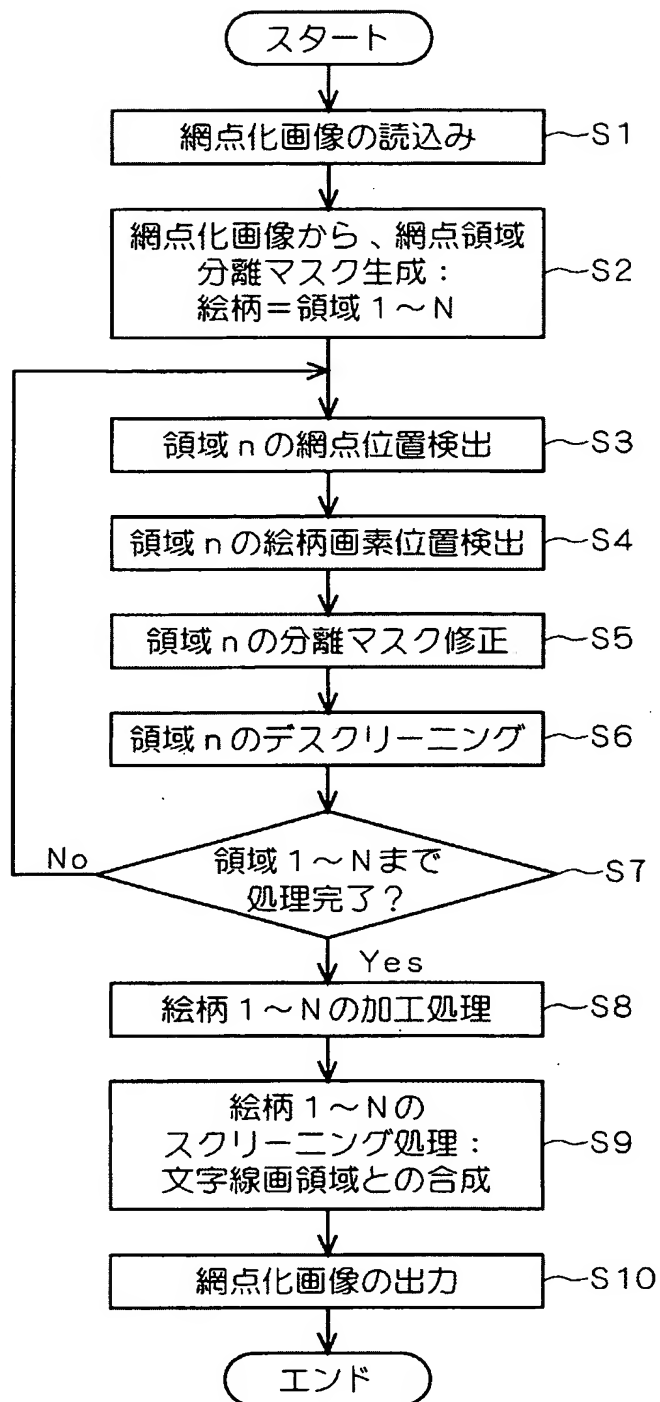 スタート
網点化画像の読込み ～S1
網点化画像から、網点領域
分離マスク生成：
絵柄＝領域1～N
～S2
領域nの網点位置検出 ～S3
領域nの絵柄画素位置検出 ～S4
領域nの分離マスク修正 ～S5
領域nのデスクリーニング ～S6
領域1～Nまで
処理完了？
～S7
No
Yes
絵柄1～Nの加工処理 ～S8
絵柄1～Nの
スクリーニング処理：
文字線画領域との合成
～S9
網点化画像の出力 ～S10
エンド